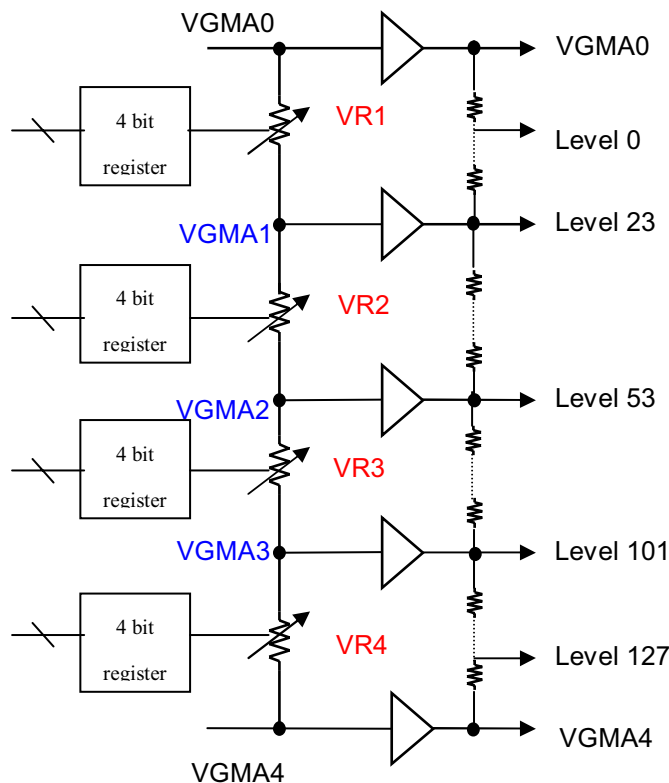 VGMA0
VGMA0
4 bit
register
VR1
Level 0
VGMA1
Level 23
4 bit
register
VR2
VGMA2
Level 53
4 bit
register
VR3
VGMA3
Level 101
4 bit
register
VR4
Level 127
VGMA4
VGMA4